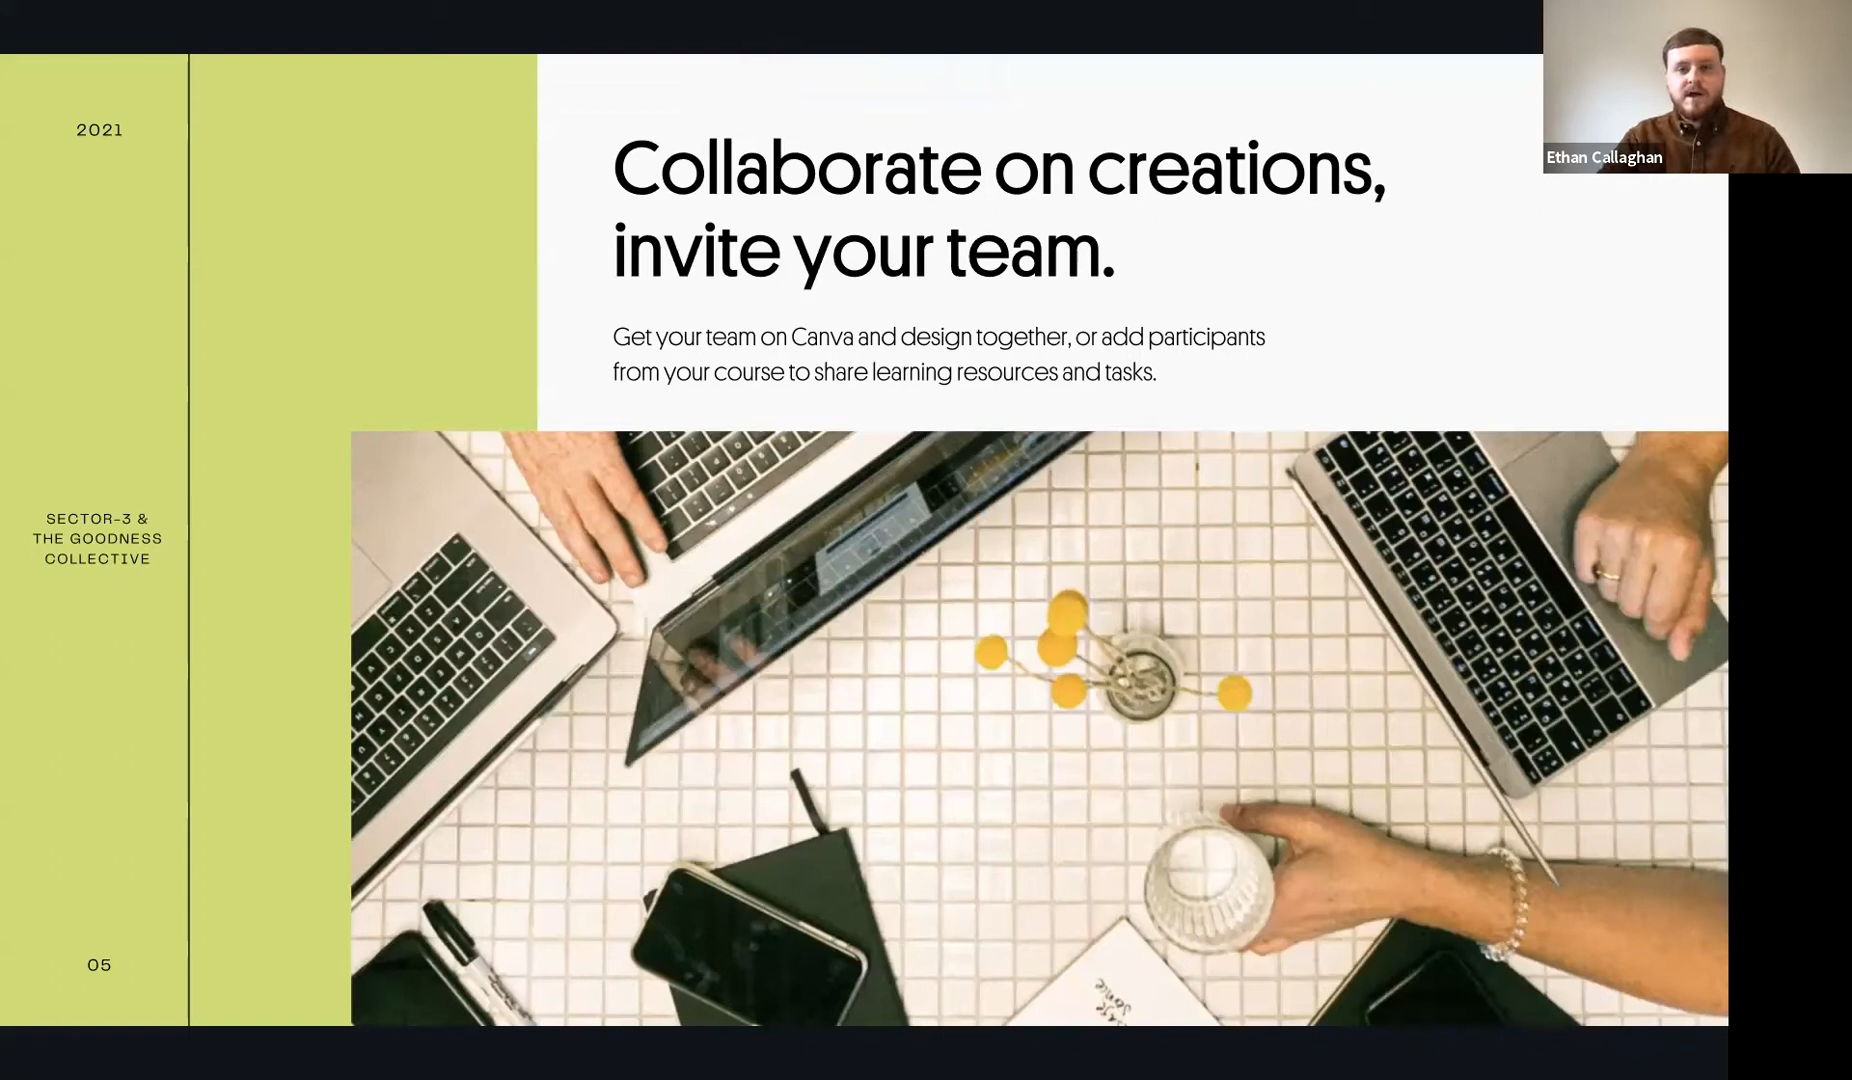 2021
SECTOR-3 &
THE GOODNESS
COLLECTIVE
05
Collaborate on creations,
invite your team.
Get your team on Canva and design together, or add participants
from your course to share learning resources and tasks.
Ethan Callaghan